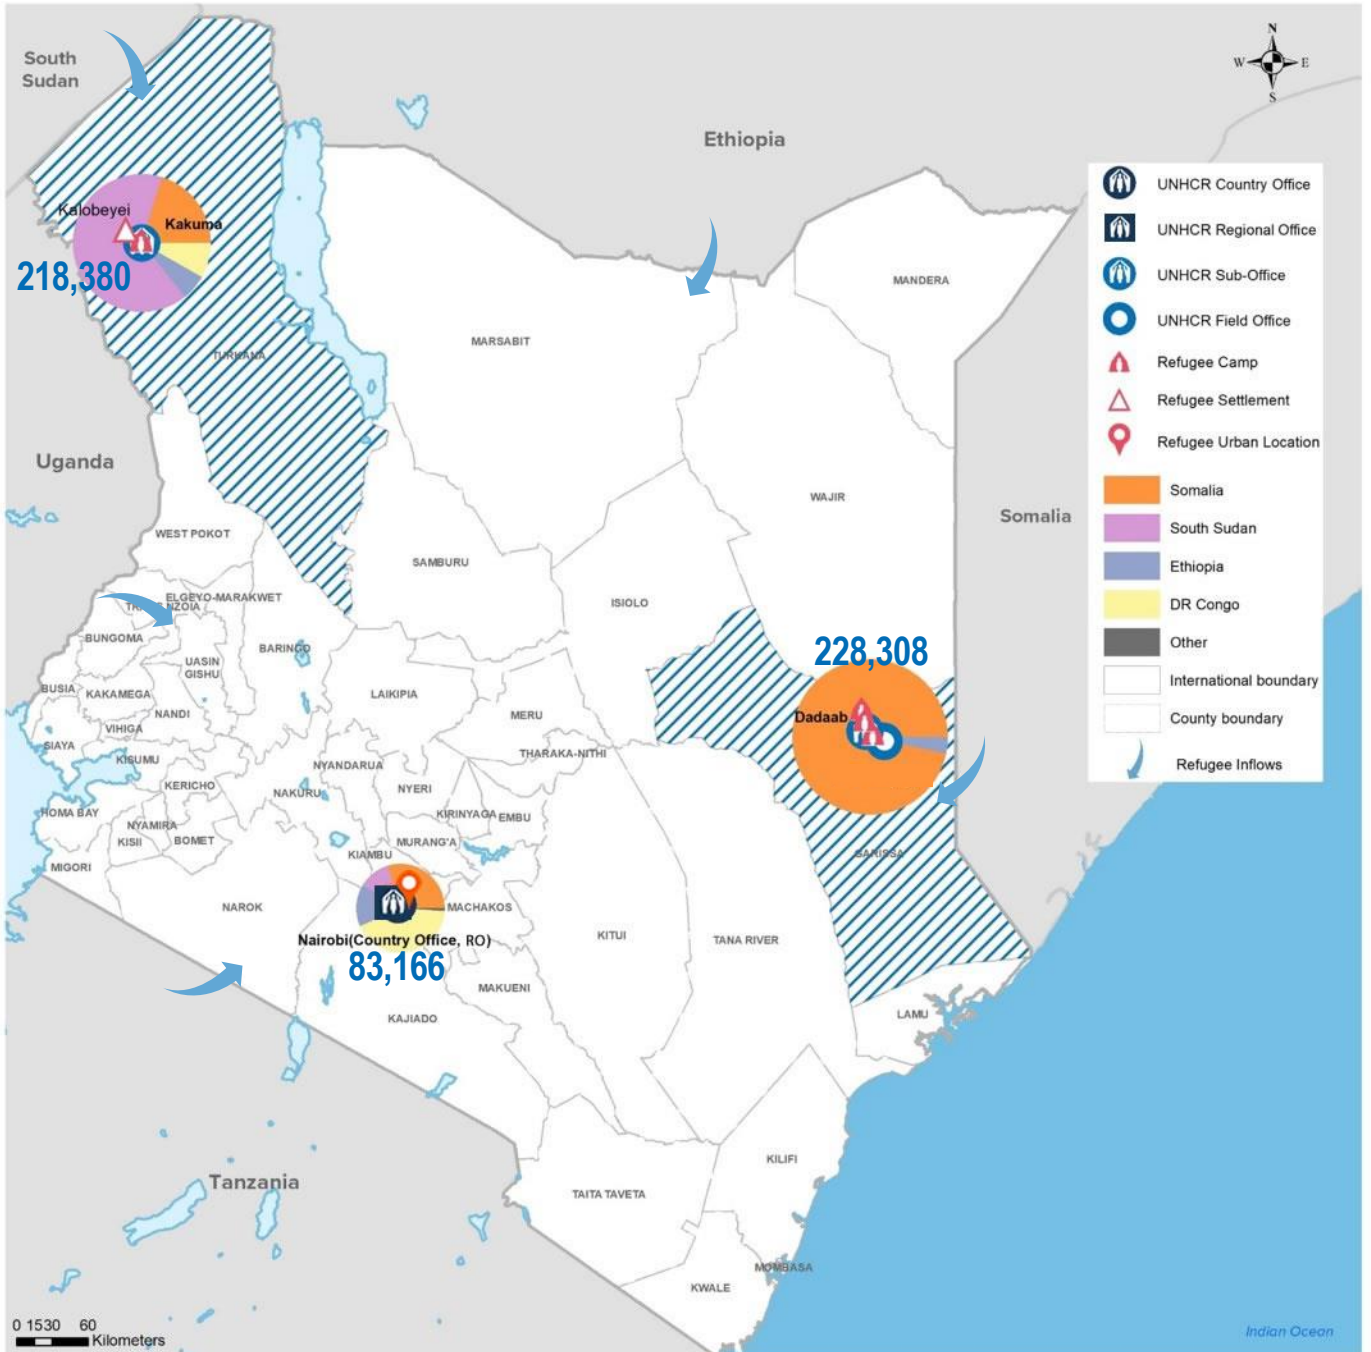 South
Sudan
N
W
E
S
Ethiopia
Kalobeyei
Kakuma
218,380
MANDERA
TURKANA
MARSABIT
Uganda
WAJIR
Somalia
WEST POKOT
SAMBURU
ELGEYO-MARAKWET
TRANS NZOIA
ISIOLO
BUNGOMA
BARINGO
UASIN
GISHU
228,308
BUSIA
KAKAMEGA
LAIKIPIA
NANDI
MERU
Dadaab
VIHIGA
SIAYA
KISUMU
THARAKA-NITHI
NYANDARUA
KERICHO
NAKURU
NYERI
HOMA BAY
KIRINYAGA
EMBU
NYAMIRA
KISII
BOMET
MURANG'A
KIAMBU
GARISSA
MIGORI
NAROK
MACHAKOS
KITUI
TANA RIVER
Nairobi(Country Office, RO)
83,166
MAKUENI
KAJIADO
LAMU
KILIFI
Tanzania
TAITA TAVETA
MOMBASA
KWALE
0 1530 60
Kilometers
Indian Ocean
UNHCR Country Office
UNHCR Regional Office
UNHCR Sub-Office
UNHCR Field Office
Refugee Camp
Refugee Settlement
Refugee Urban Location
Somalia
South Sudan
Ethiopia
DR Congo
Other
International boundary
County boundary
Refugee Inflows